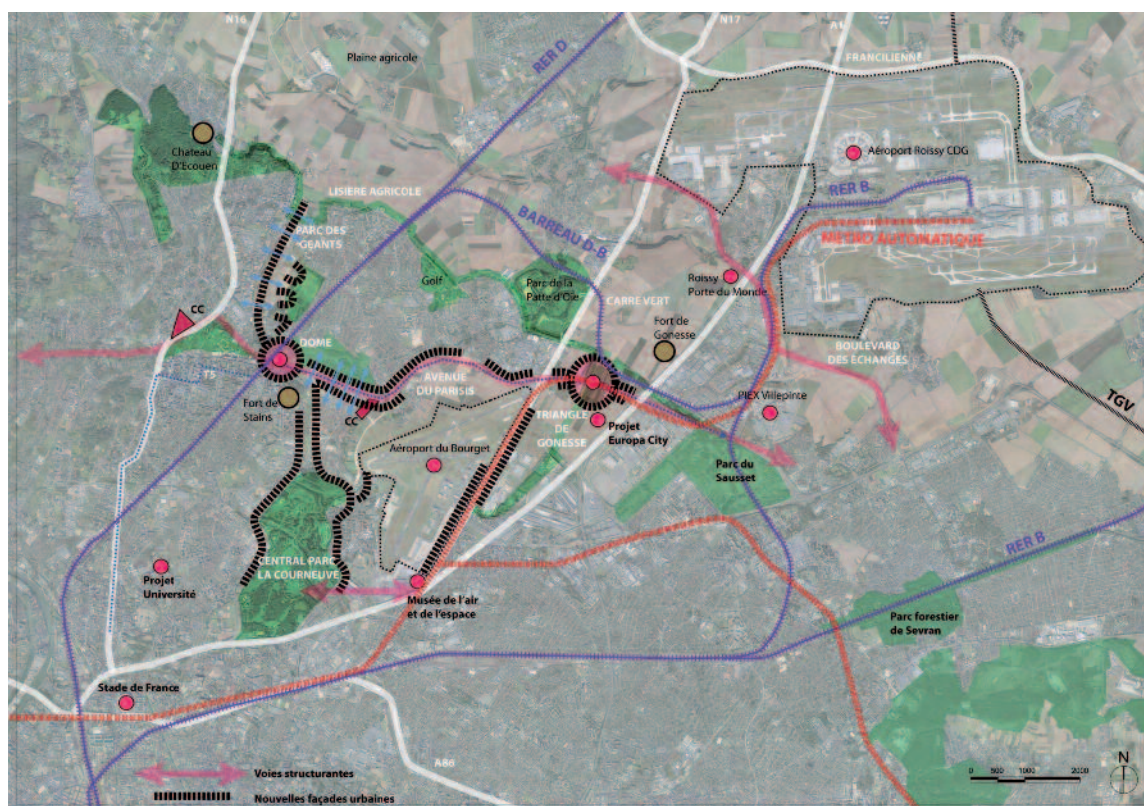 N16
N17
A1
Plaine agricole
RER D
FRANCILIENNE
Chateau
D'Ecouen
Aéroport Roissy CDG
LISIERE AGRICOLE
RER B
PARC DES
GEANTS
BARREAU D-B
METRO AUTOMATIQUE
Golf
Parc de la
Patte d'Oie
Roissy
Porte du Monde
CARRE VERT
CC
Fort de
Gonesse
DOME
BOULEVARD
DES ÉCHANGES
T5
AVENUE
DU PARISIS
TGV
Fort de
Stains
PIEX Villepinte
CC
TRIANGLE
DE
GONESSE
Projet
Europa City
Aéroport du Bourget
Parc du
Sausset
RER B
CENTRAL PARC
LA COURNEUVE
Projet
Université
Musée de l'air
et de l'espace
Parc forestier
de Sevran
Stade de France
A86
N
Voies structurantes
0 500 1000 2000
Nouvelles façades urbaines